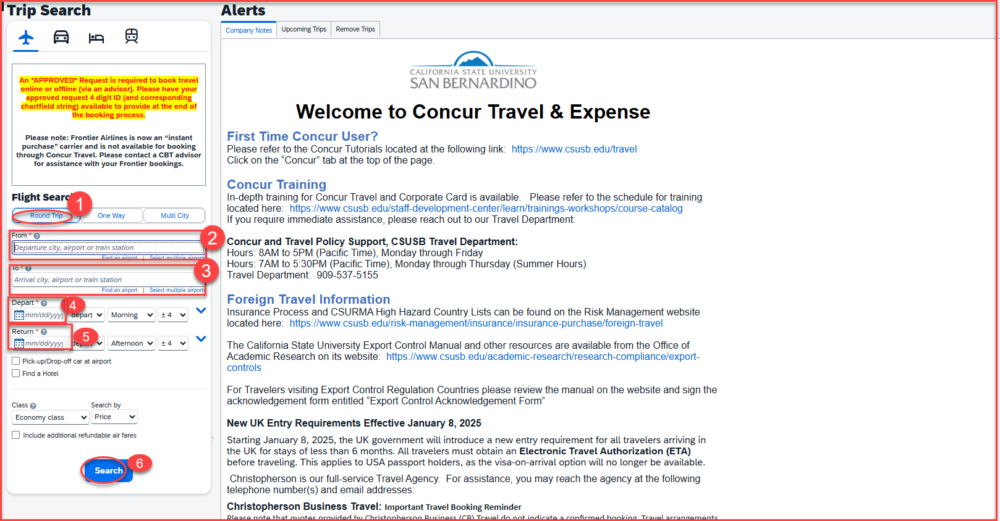 Trip Search
An *APPROVED* Request is required to book travel
online or offline (via an advisor). Please have your
approved request 4 digit ID (and corresponding
chartfield string) available to provide at the end of
the booking process.
Please note: Frontier Airlines is now an “instant
purchase” carrier and is not available for booking
through Concur Travel. Please contact a CBT advisor
for assistance with your Frontier bookings.
Flight Search
1
Round Trip One Way Multi City
From * ?
2
Departure city, airport or train station
Find an airport | Select multiple airports
To * ?
3
Arrival city, airport or train station
Find an airport | Select multiple airports
Depart * ?
4
mm/dd/yyyy depart Morning ± 4
Return * ?
5
mm/dd/yyyy depart Afternoon ± 4
Pick-up/Drop-off car at airport
Find a Hotel
Class ? Search by
Economy class Price
Include additional refundable air fares
6
Search
Alerts
Company Notes Upcoming Trips Remove Trips
CALIFORNIA STATE UNIVERSITY
SAN BERNARDINO
Welcome to Concur Travel & Expense
First Time Concur User?
Please refer to the Concur Tutorials located at the following link: https://www.csusb.edu/travel
Click on the “Concur” tab at the top of the page.
Concur Training
In-depth training for Concur Travel and Corporate Card is available. Please refer to the schedule for training
located here: https://www.csusb.edu/staff-development-center/learn/trainings-workshops/course-catalog
If you require immediate assistance, please reach out to our Travel Department:
Concur and Travel Policy Support, CSUSB Travel Department:
Hours: 8AM to 5PM (Pacific Time), Monday through Friday
Hours: 7AM to 5:30PM (Pacific Time), Monday through Thursday (Summer Hours)
Travel Department: 909-537-5155
Foreign Travel Information
Insurance Process and CSURMA High Hazard Country Lists can be found on the Risk Management website
located here: https://www.csusb.edu/risk-management/insurance/insurance-purchase/foreign-travel
The California State University Export Control Manual and other resources are available from the Office of
Academic Research on its website: https://www.csusb.edu/academic-research/research-compliance/export-
controls
For Travelers visiting Export Control Regulation Countries please review the manual on the website and sign the
acknowledgement form entitled “Export Control Acknowledgement Form”
New UK Entry Requirements Effective January 8, 2025
Starting January 8, 2025, the UK government will introduce a new entry requirement for all travelers arriving in
the UK for stays of less than 6 months. All travelers must obtain an Electronic Travel Authorization (ETA)
before traveling. This applies to USA passport holders, as the visa-on-arrival option will no longer be available.
Christopherson is our full-service Travel Agency. For assistance, you may reach the agency at the following
telephone number(s) and email addresses:
Christopherson Business Travel: Important Travel Booking Reminder
Please note that quotes provided by Christopherson Business (CB) Travel do not indicate a confirmed booking. Travel arrangements